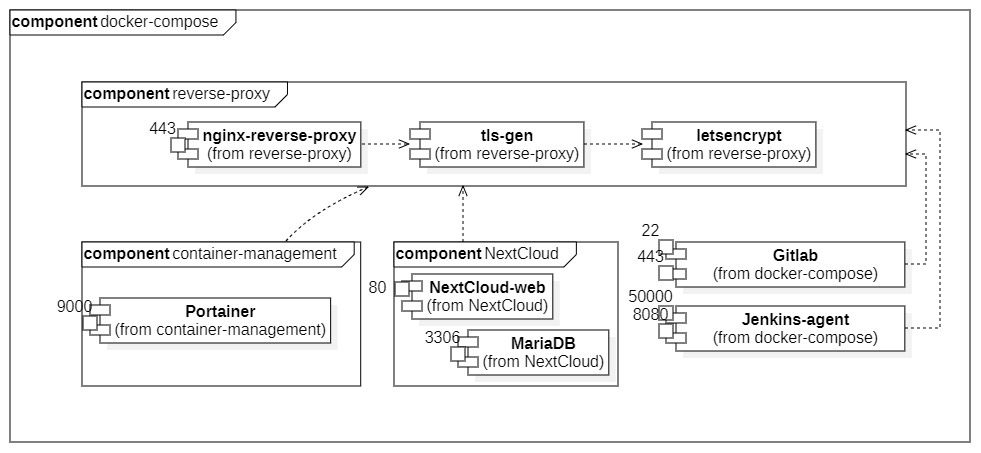 component docker-compose
component reverse-proxy
443
nginx-reverse-proxy
(from reverse-proxy)
tls-gen
(from reverse-proxy)
letsencrypt
(from reverse-proxy)
component container-management
9000
Portainer
(from container-management)
component NextCloud
80
NextCloud-web
(from NextCloud)
3306
MariaDB
(from NextCloud)
22
443
Gitlab
(from docker-compose)
50000
8080
Jenkins-agent
(from docker-compose)